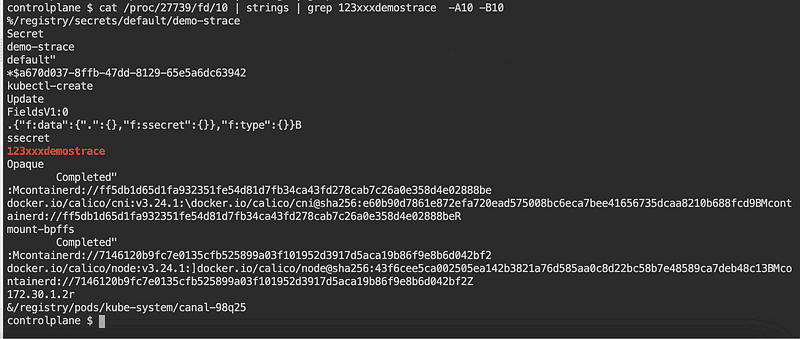 controlplane $ cat /proc/27739/fd/10 | strings | grep 123xxxdemostrace  -A10 -B10
%/registry/secrets/default/demo-strace
Secret
demo-strace
default"
*$a670d037-8ffb-47dd-8129-65e5a6dc63942
kubectl-create
Update
FieldsV1:0
.{"f:data":{".":{},"f:ssecret":{}},"f:type":{}}B
ssecret
123xxxdemostrace
Opaque
Completed"
:Mcontainerd://ff5db1d65d1fa932351fe54d81d7fb34ca43fd278cab7c26a0e358d4e02888be
docker.io/calico/cni:v3.24.1:\docker.io/calico/cni@sha256:e60b90d7861e872efa720ead575008bc6eca7bee41656735dcaa8210b688fcd9BMcont
ainerd://ff5db1d65d1fa932351fe54d81d7fb34ca43fd278cab7c26a0e358d4e02888beR
mount-bpffs
Completed"
:Mcontainerd://7146120b9fc7e0135cfb525899a03f101952d3917d5aca19b86f9e8b6d042bf2
docker.io/calico/node:v3.24.1:]docker.io/calico/node@sha256:43f6cee5ca002505ea142b3821a76d585aa0c8d22bc58b7e48589ca7deb48c13BMco
ntainerd://7146120b9fc7e0135cfb525899a03f101952d3917d5aca19b86f9e8b6d042bf2Z
172.30.1.2r
&/registry/pods/kube-system/canal-98q25
controlplane $